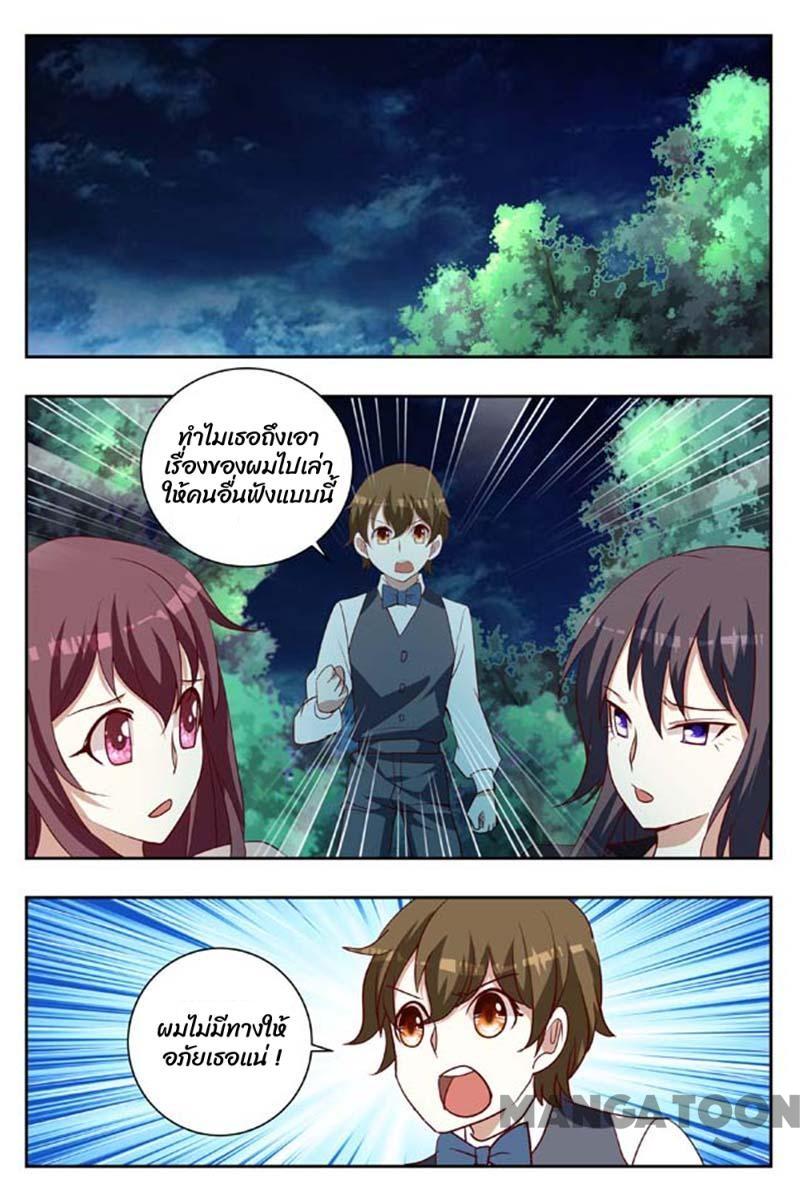 ทำไมเธอถึงเอา
เรื่องของผมไปเล่า
ให้คนอื่นฟังแบบนี้
ผมไม่มีทางให้
อภัยเธอแน่ !
MANGATOON